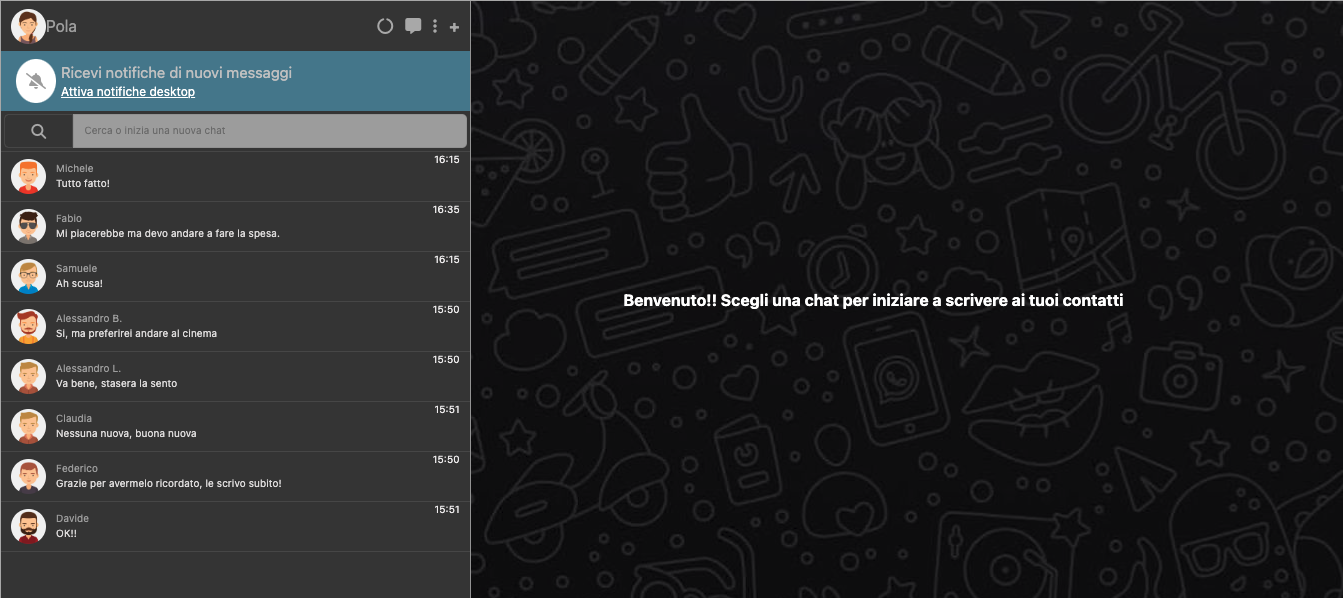 Pola
Ricevi notifiche di nuovi messaggi
Attiva notifiche desktop
Cerca o inizia una nuova chat
Michele 16:15
Tutto fatto!
Fabio 16:35
Mi piacerebbe ma devo andare a fare la spesa.
Samuele 16:15
Ah scusa!
Alessandro B. 15:50
Si, ma preferirei andare al cinema
Alessandro L. 15:50
Va bene, stasera la sento
Claudia 15:51
Nessuna nuova, buona nuova
Federico 15:50
Grazie per avermelo ricordato, le scrivo subito!
Davide 15:51
OK!!
Benvenuto!! Scegli una chat per iniziare a scrivere ai tuoi contatti